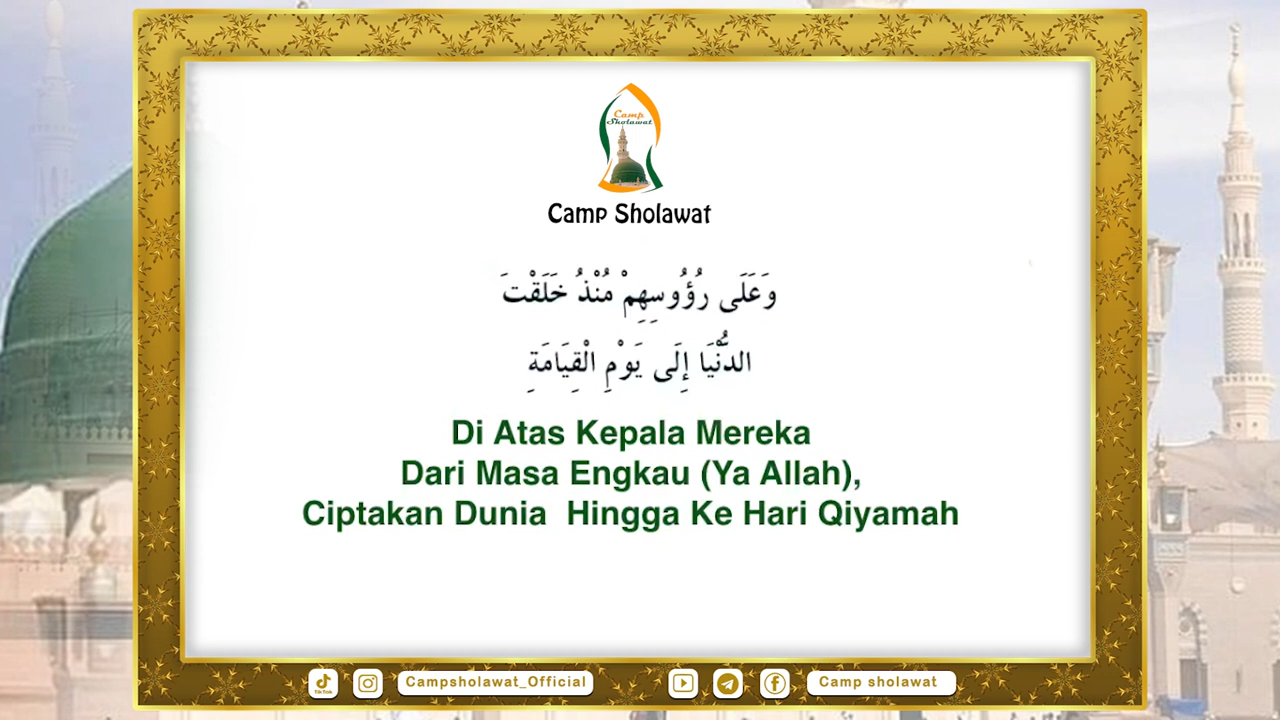 Camp
Sholawat
Camp Sholawat
وَعَلَى رُؤُوسِهِمْ مُنْذُ خَلَقْتَ
الدُّنْيَا إِلَى يَوْمِ الْقِيَامَةِ
Di Atas Kepala Mereka
Dari Masa Engkau (Ya Allah),
Ciptakan Dunia  Hingga Ke Hari Qiyamah
TikTok
Campsholawat_Official
Camp sholawat